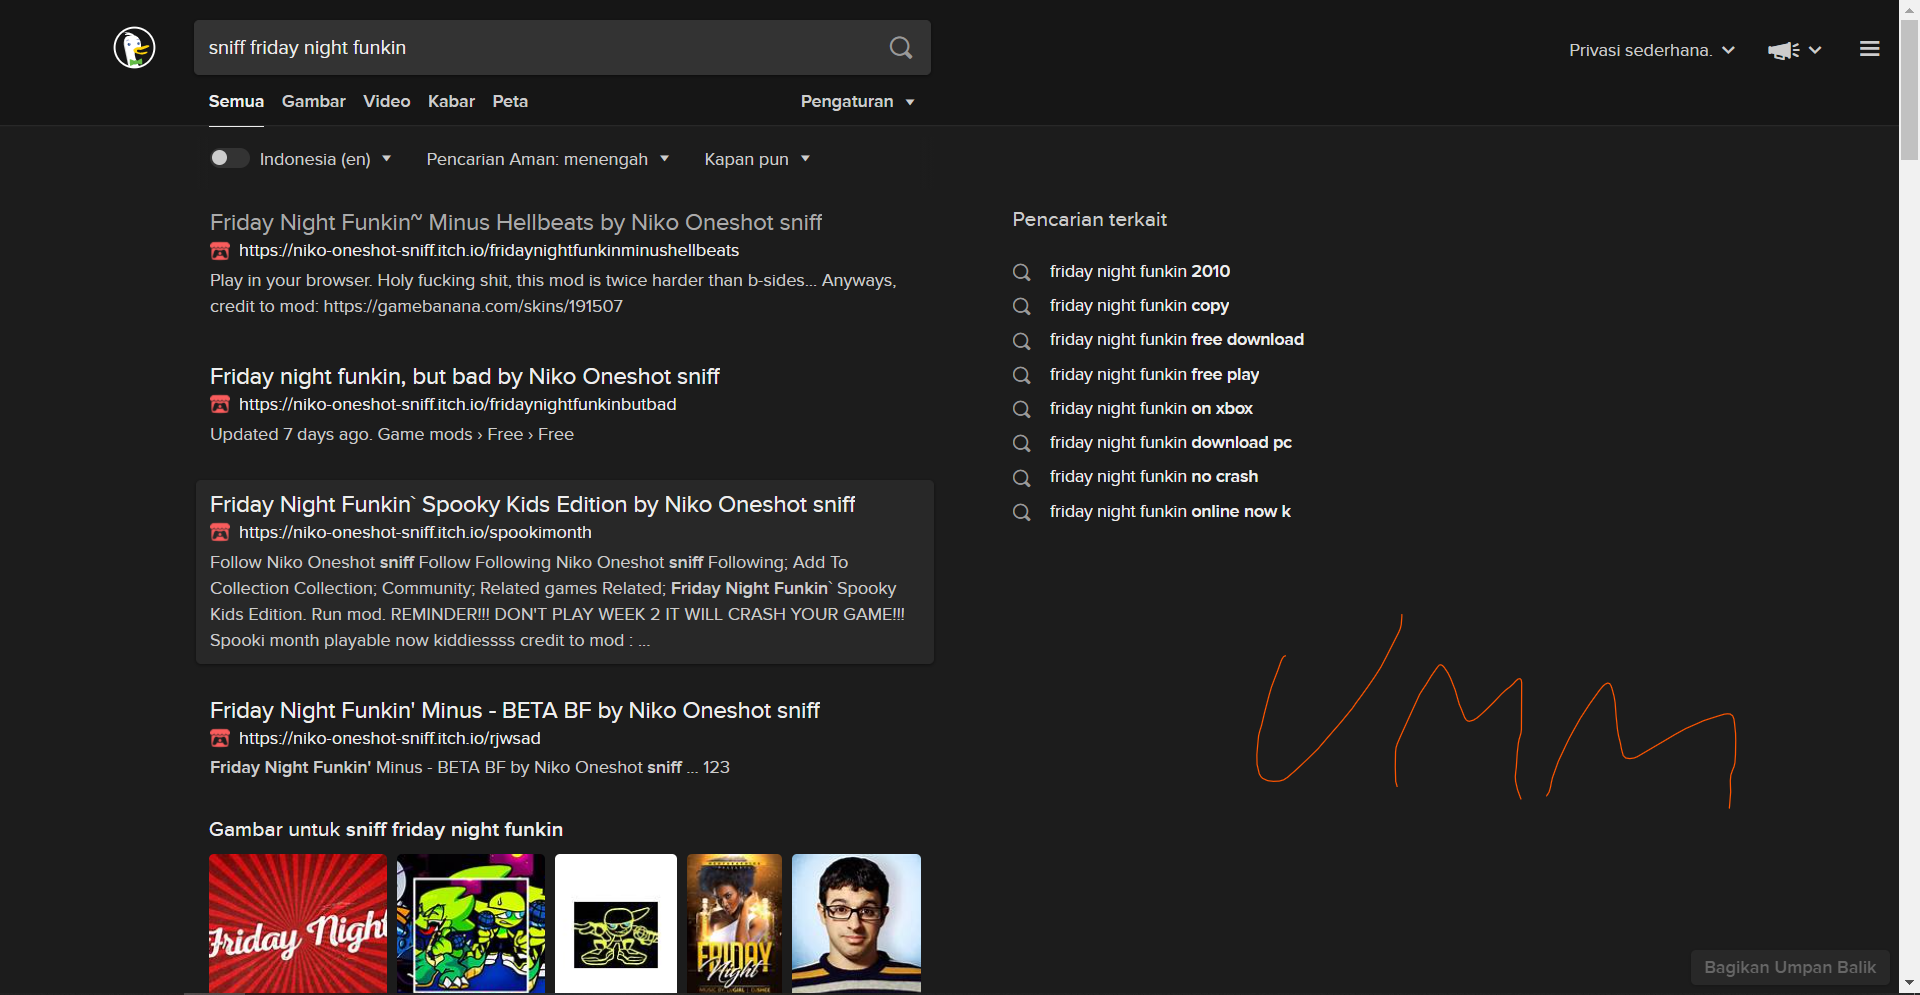 sniff friday night funkin
Privasi sederhana.
Semua Gambar Video Kabar Peta Pengaturan
Indonesia (en) Pencarian Aman: menengah Kapan pun
Friday Night Funkin~ Minus Hellbeats by Niko Oneshot sniff
https://niko-oneshot-sniff.itch.io/fridaynightfunkinminushellbeats
Play in your browser. Holy fucking shit, this mod is twice harder than b-sides... Anyways,
credit to mod: https://gamebanana.com/skins/191507
Friday night funkin, but bad by Niko Oneshot sniff
https://niko-oneshot-sniff.itch.io/fridaynightfunkinbutbad
Updated 7 days ago. Game mods › Free › Free
Friday Night Funkin` Spooky Kids Edition by Niko Oneshot sniff
https://niko-oneshot-sniff.itch.io/spookimonth
Follow Niko Oneshot sniff Follow Following Niko Oneshot sniff Following; Add To
Collection Collection; Community; Related games Related; Friday Night Funkin` Spooky
Kids Edition. Run mod. REMINDER!!! DON'T PLAY WEEK 2 IT WILL CRASH YOUR GAME!!!
Spooki month playable now kiddiessss credit to mod : ...
Friday Night Funkin' Minus - BETA BF by Niko Oneshot sniff
https://niko-oneshot-sniff.itch.io/rjwsad
Friday Night Funkin' Minus - BETA BF by Niko Oneshot sniff ... 123
Gambar untuk sniff friday night funkin
Friday Night
FRIDAY
Night
Pencarian terkait
friday night funkin 2010
friday night funkin copy
friday night funkin free download
friday night funkin free play
friday night funkin on xbox
friday night funkin download pc
friday night funkin no crash
friday night funkin online now k
UMM
Bagikan Umpan Balik